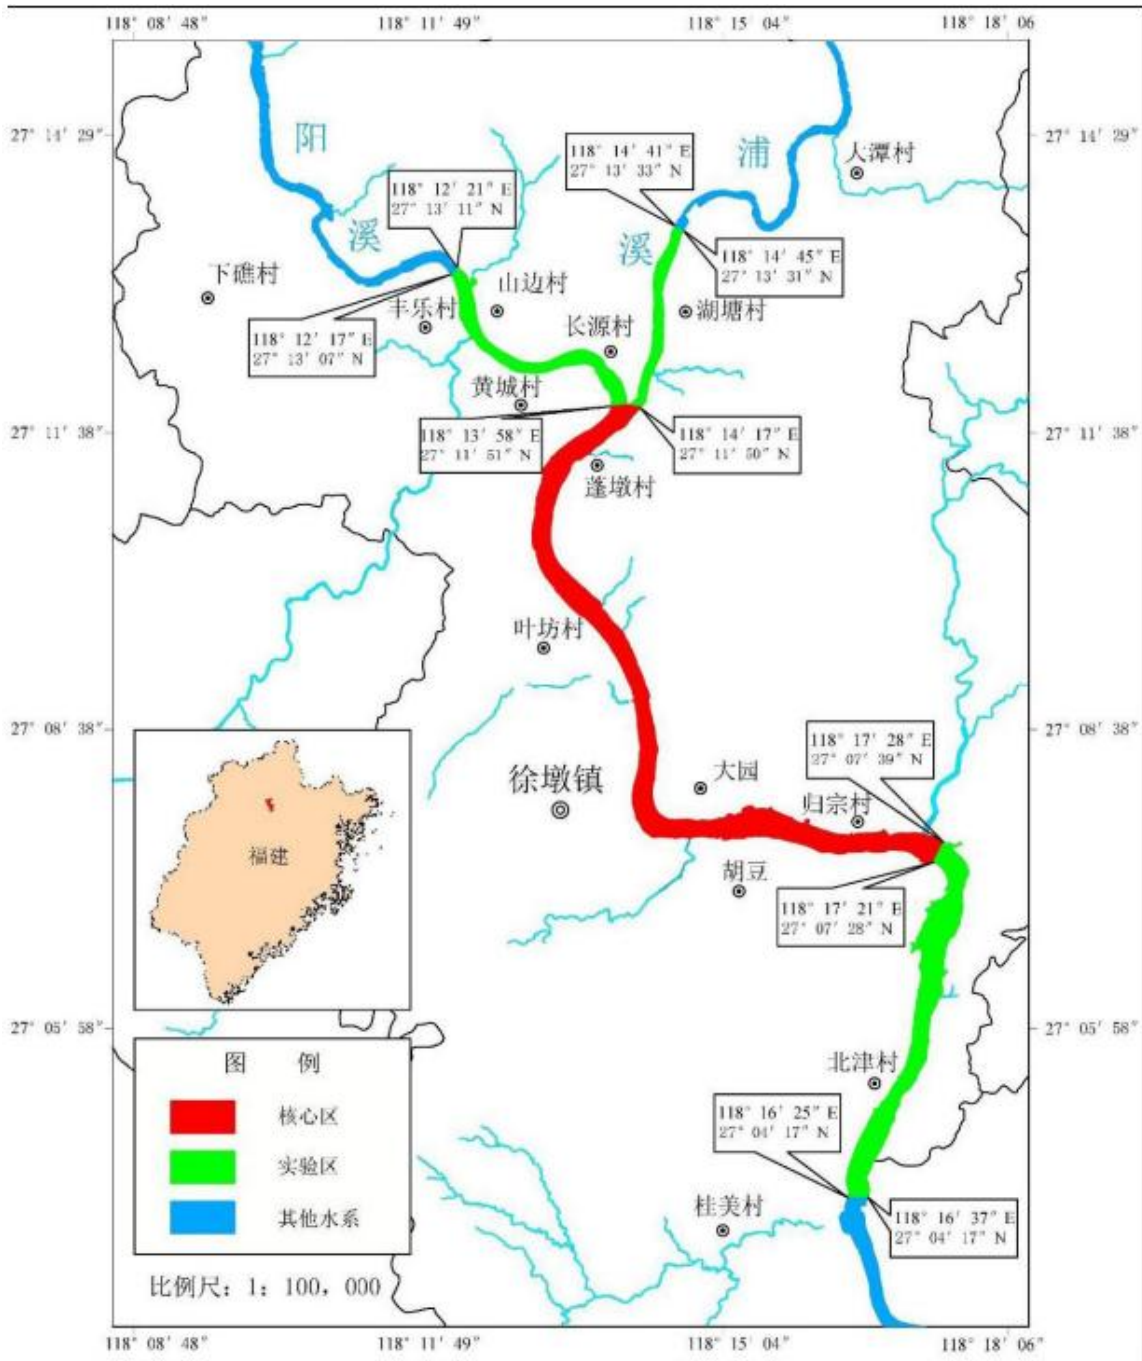 118° 08′ 48″
118° 11′ 49″
118° 15′ 04″
118° 18′ 06″
27° 14′ 29″
27° 14′ 29″
阳
溪
浦
溪
118° 14′ 41″ E
27° 13′ 33″ N
人潭村
118° 12′ 21″ E
27° 13′ 11″ N
118° 14′ 45″ E
27° 13′ 31″ N
下礁村
山边村
丰乐村
湖塘村
长源村
118° 12′ 17″ E
27° 13′ 07″ N
黄城村
27° 11′ 38″
118° 13′ 58″ E
27° 11′ 51″ N
118° 14′ 17″ E
27° 11′ 50″ N
27° 11′ 38″
蓬墩村
叶坊村
27° 08′ 38″
27° 08′ 38″
118° 17′ 28″ E
27° 07′ 39″ N
徐墩镇
大园
归宗村
福建
胡豆
118° 17′ 21″ E
27° 07′ 28″ N
27° 05′ 58″
27° 05′ 58″
图 例
核心区
实验区
其他水系
北津村
118° 16′ 25″ E
27° 04′ 17″ N
桂美村
118° 16′ 37″ E
27° 04′ 17″ N
比例尺：1：100，000
118° 08′ 48″
118° 11′ 49″
118° 15′ 04″
118° 18′ 06″